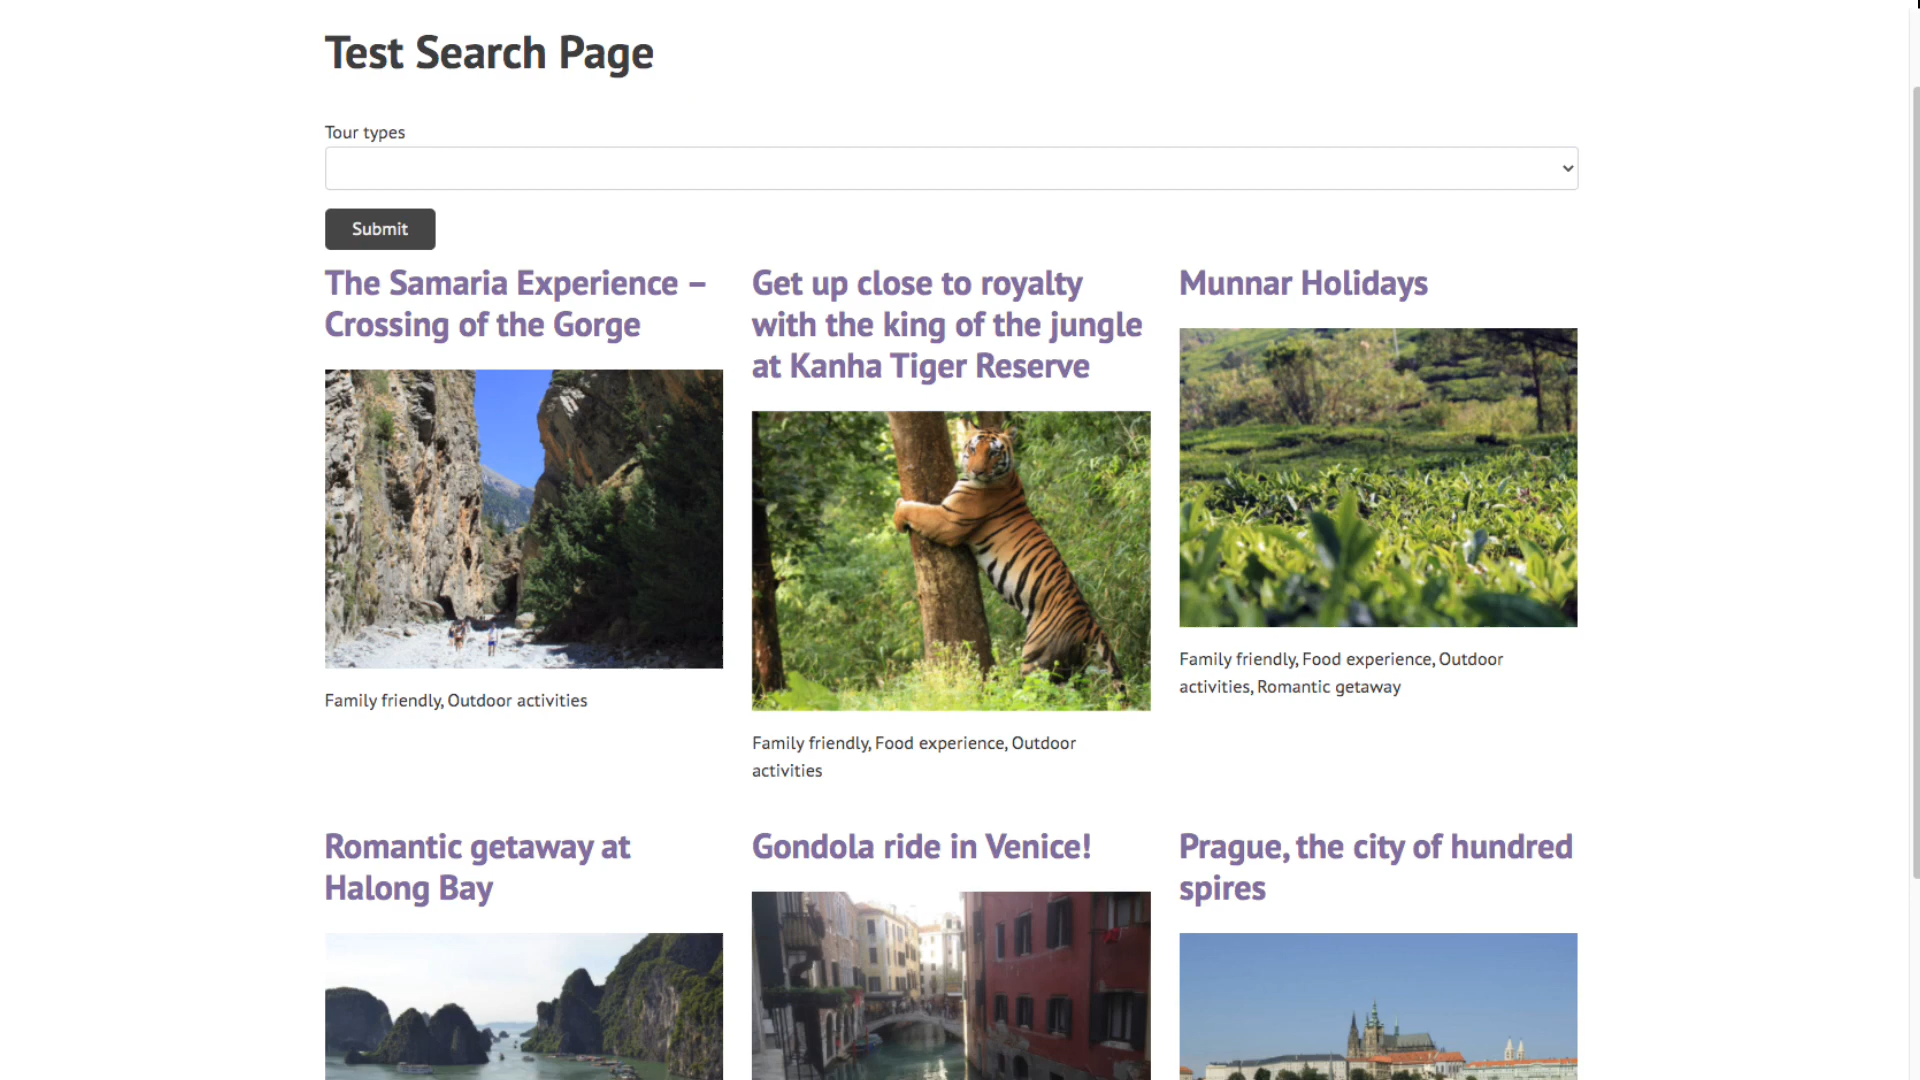 Test Search Page
Tour types
Submit
The Samaria Experience –
Crossing of the Gorge
Family friendly, Outdoor activities
Get up close to royalty
with the king of the jungle
at Kanha Tiger Reserve
Family friendly, Food experience, Outdoor
activities
Munnar Holidays
Family friendly, Food experience, Outdoor
activities, Romantic getaway
Romantic getaway at
Halong Bay
Gondola ride in Venice!
Prague, the city of hundred
spires